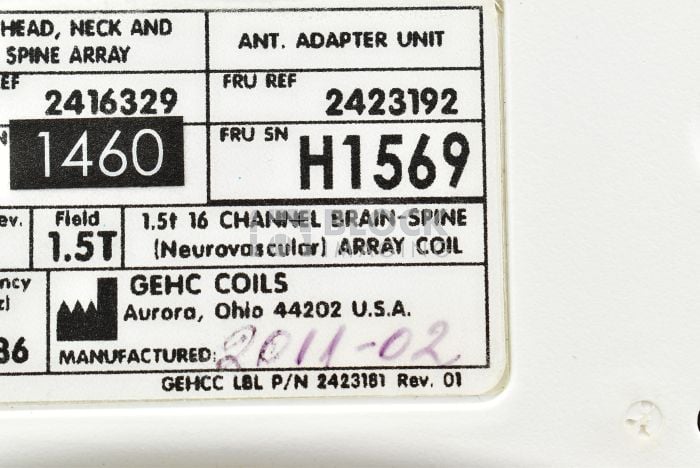 HEAD, NECK AND
SPINE ARRAY
ANT. ADAPTER UNIT
EF
2416329
FRU REF
2423192
N
1460
FRU SN
H1569
ev.
Field
1.5T
1.5t 16 CHANNEL BRAIN-SPINE
(Neurovascular) ARRAY COIL
BLOCK
IMAGING
ncy
z)
36
GEHC COILS
Aurora, Ohio 44202 U.S.A.
MANUFACTURED: 2011-02
GEHCC LBL P/N 2423181 Rev. 01